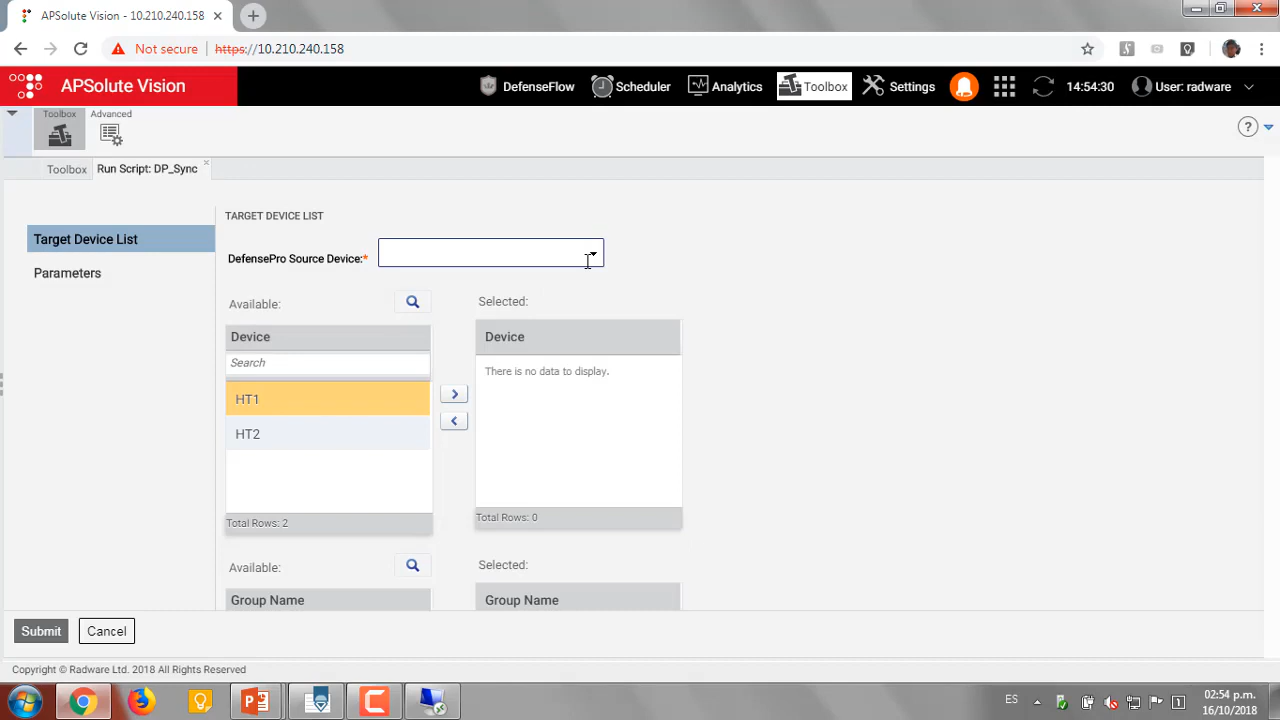 APSolute Vision - 10.210.240.158
Not secure
https://10.210.240.158
APSolute Vision
DefenseFlow
Scheduler
Analytics
Toolbox
Settings
14:54:30
User: radware
Toolbox
Advanced
Toolbox
Run Script: DP_Sync
Target Device List
Parameters
TARGET DEVICE LIST
DefensePro Source Device:*
Available:
Selected:
Device
Device
Search
There is no data to display.
HT1
HT2
Total Rows: 2
Total Rows: 0
Available:
Selected:
Group Name
Group Name
Submit
Cancel
Copyright © Radware Ltd. 2018 All Rights Reserved
ES
02:54 p.m.
16/10/2018